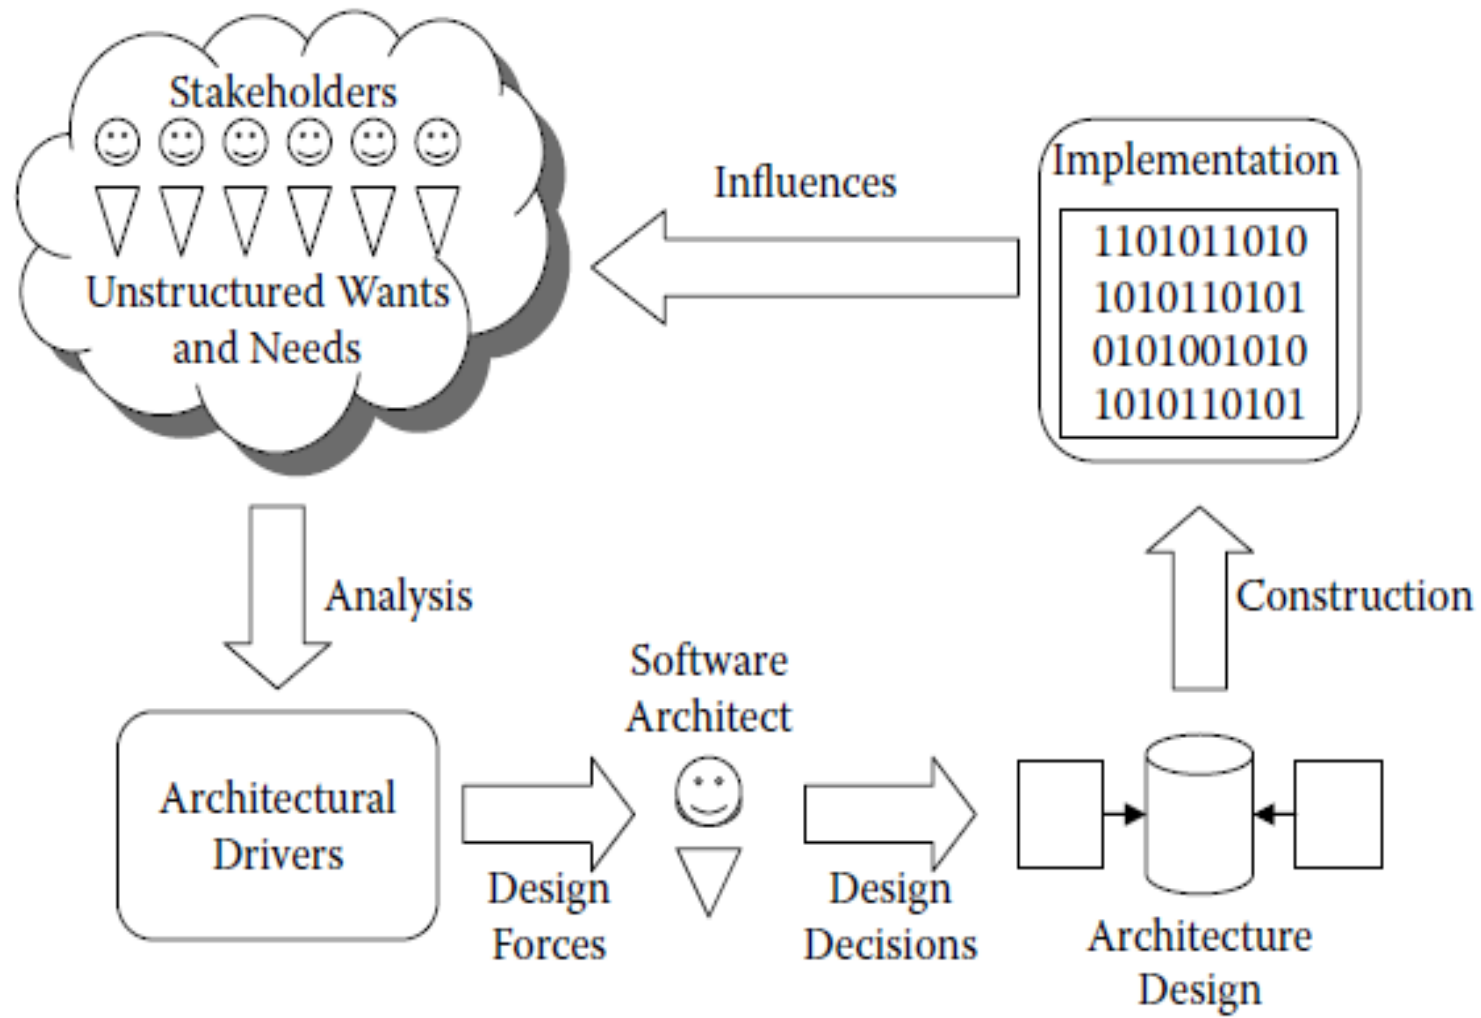 Stakeholders
Unstructured Wants
and Needs
Influences
Implementation
1101011010
1010110101
0101001010
1010110101
Analysis
Construction
Software
Architect
Architectural
Drivers
Design
Forces
Design
Decisions
Architecture
Design